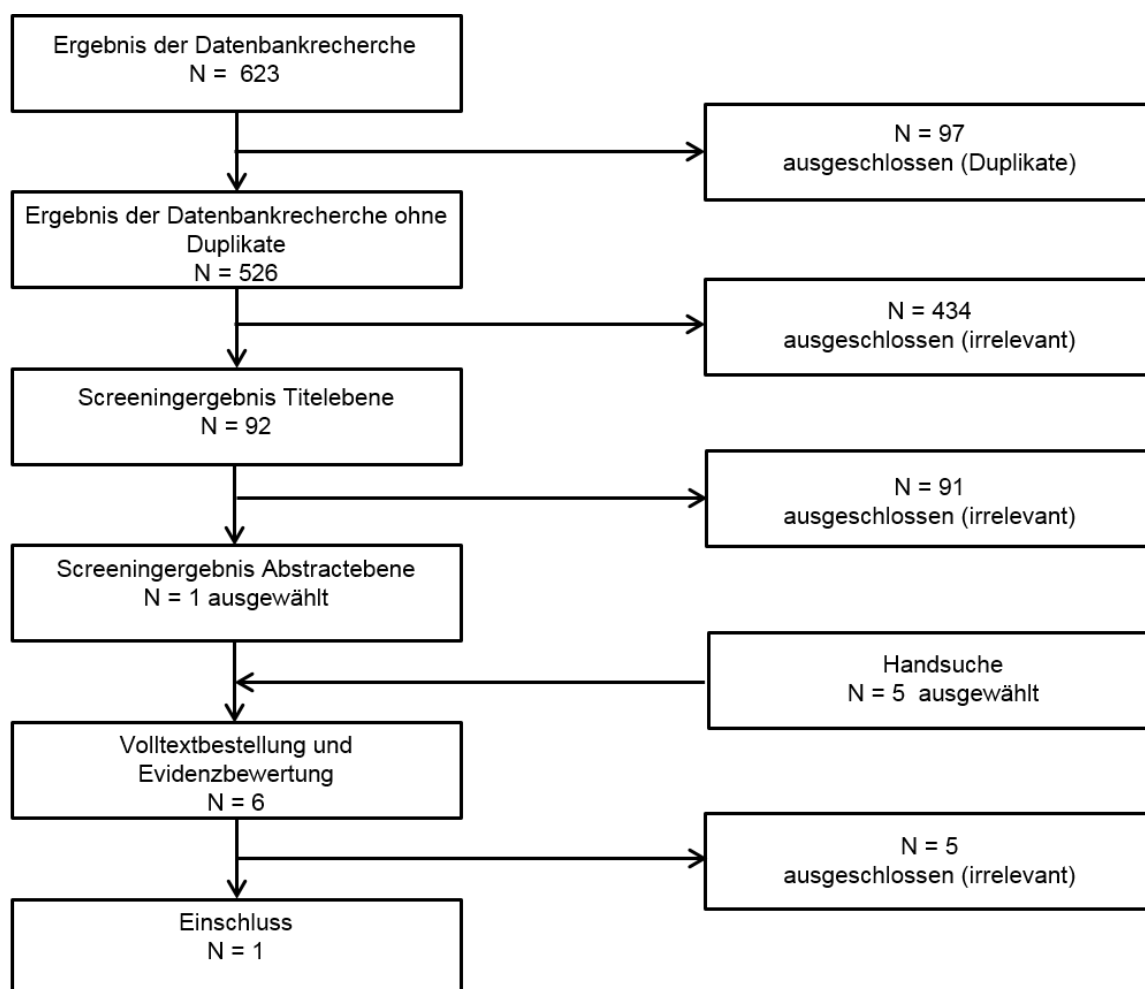 Ergebnis der Datenbankrecherche
N = 623
N = 97
ausgeschlossen (Duplikate)
Ergebnis der Datenbankrecherche ohne
Duplikate
N = 526
N = 434
ausgeschlossen (irrelevant)
Screeningergebnis Titelebene
N = 92
N = 91
ausgeschlossen (irrelevant)
Screeningergebnis Abstractebene
N = 1 ausgewählt
Handsuche
N = 5 ausgewählt
Volltextbestellung und
Evidenzbewertung
N = 6
N = 5
ausgeschlossen (irrelevant)
Einschluss
N = 1